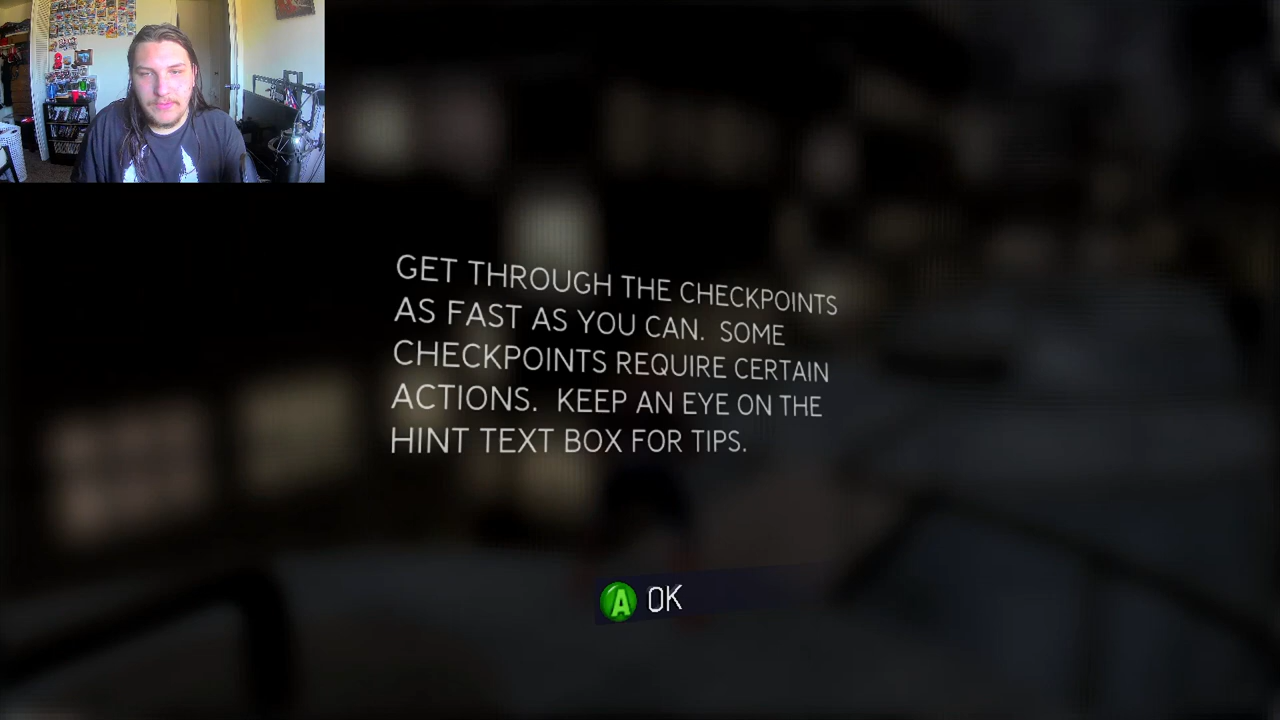 GET THROUGH THE CHECKPOINTS
AS FAST AS YOU CAN. SOME
CHECKPOINTS REQUIRE CERTAIN
ACTIONS. KEEP AN EYE ON THE
HINT TEXT BOX FOR TIPS.
A OK